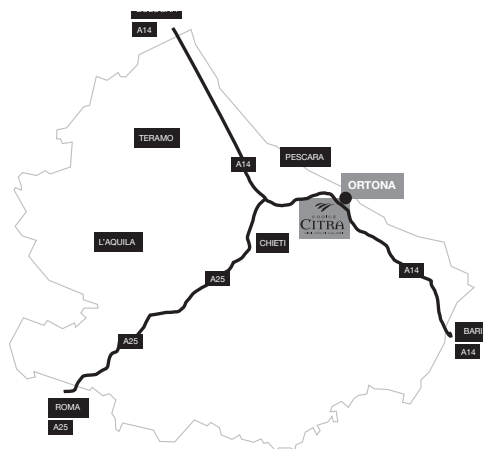 A14
TERAMO
PESCARA
A14
ORTONA
CITRA
L'AQUILA
CHIETI
A14
A25
BARI
A25
A14
ROMA
A25